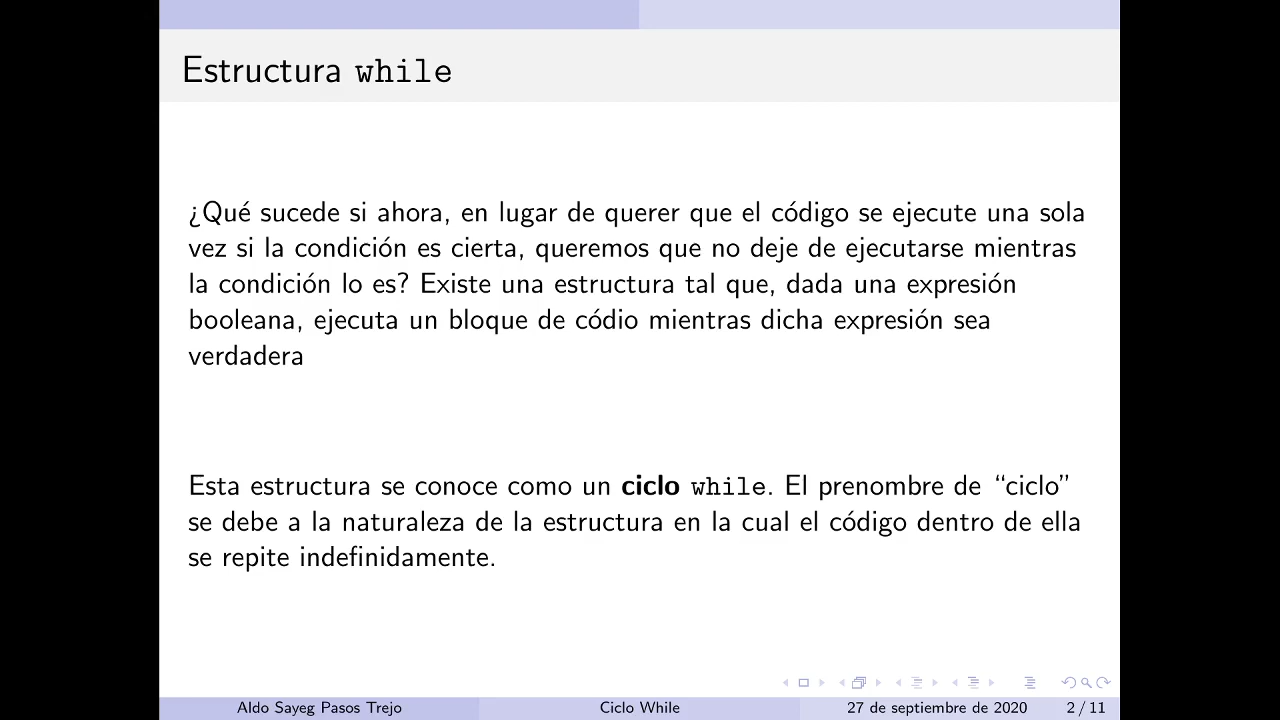 Estructura while
¿Qué sucede si ahora, en lugar de querer que el código se ejecute una sola
vez si la condición es cierta, queremos que no deje de ejecutarse mientras
la condición lo es? Existe una estructura tal que, dada una expresión
booleana, ejecuta un bloque de códio mientras dicha expresión sea
verdadera
Esta estructura se conoce como un ciclo while. El prenombre de “ciclo”
se debe a la naturaleza de la estructura en la cual el código dentro de ella
se repite indefinidamente.
Aldo Sayeg Pasos Trejo Ciclo While 27 de septiembre de 2020 2 / 11